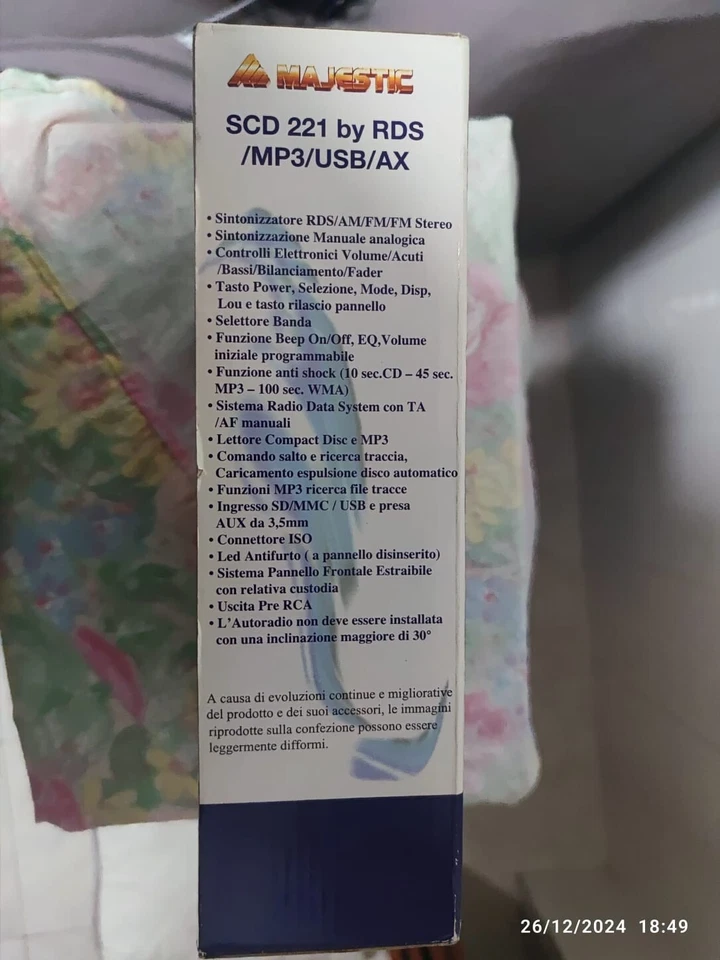 MAJESTIC
SCD 221 by RDS
/MP3/USB/AX
• Sintonizzatore RDS/AM/FM/FM Stereo
• Sintonizzazione Manuale analogica
• Controlli Elettronici Volume/Acuti
/Bassi/Bilanciamento/Fader
• Tasto Power, Selezione, Mode, Disp,
Lou e tasto rilascio pannello
• Selettore Banda
• Funzione Beep On/Off, EQ,Volume
iniziale programmabile
• Funzione anti shock (10 sec.CD – 45 sec.
MP3 – 100 sec. WMA)
• Sistema Radio Data System con TA
/AF manuali
• Lettore Compact Disc e MP3
• Comando salto e ricerca traccia,
Caricamento espulsione disco automatico
• Funzioni MP3 ricerca file tracce
• Ingresso SD/MMC / USB e presa
AUX da 3,5mm
• Connettore ISO
• Led Antifurto ( a pannello disinserito)
• Sistema Pannello Frontale Estraibile
con relativa custodia
• Uscita Pre RCA
• L'Autoradio non deve essere installata
con una inclinazione maggiore di 30°
A causa di evoluzioni continue e migliorative
del prodotto e dei suoi accessori, le immagini
riprodotte sulla confezione possono essere
leggermente difformi.
26/12/2024 18:49